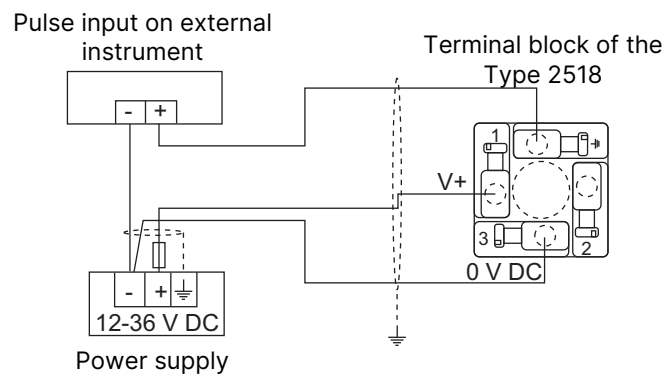 Pulse input on external
instrument
Terminal block of the
Type 2518
- +
1
V+
3
2
0 V DC
- +
12-36 V DC
Power supply